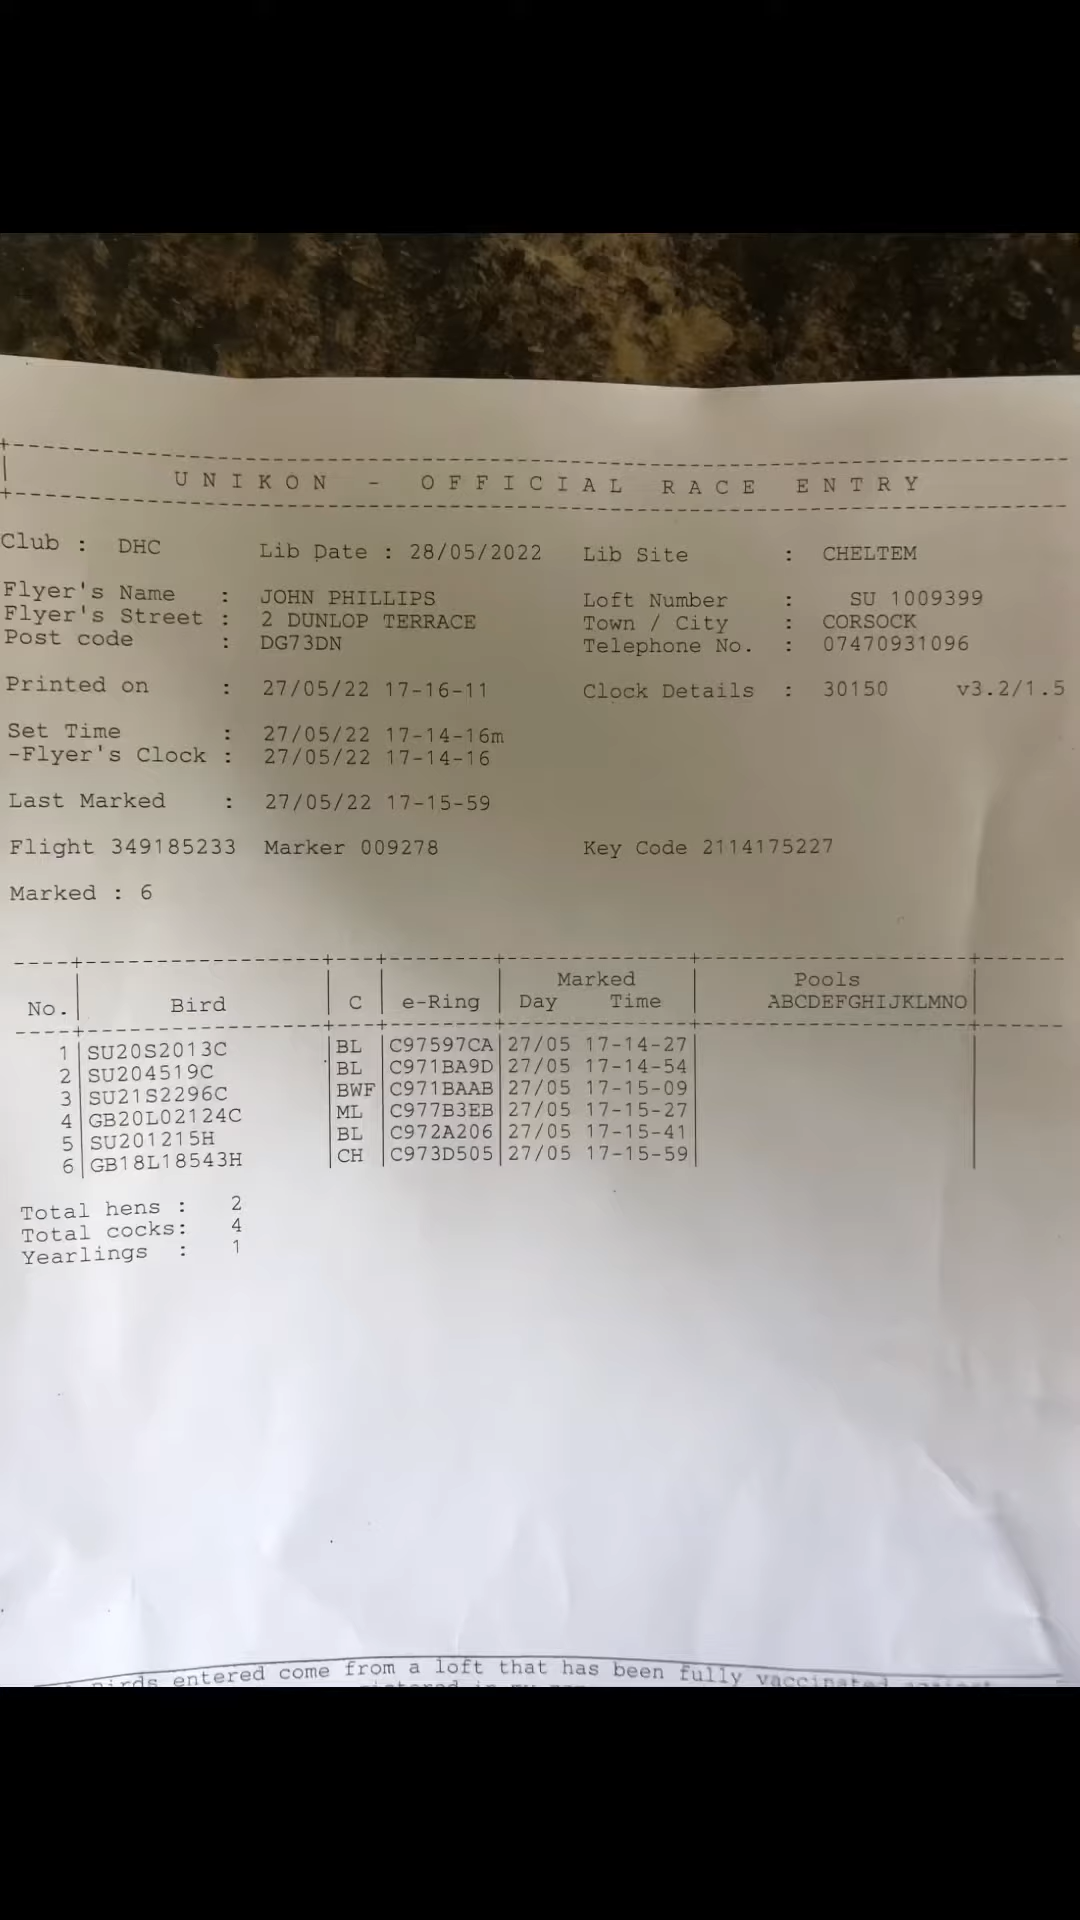 UNIKON - OFFICIAL RACE ENTRY
Club : DHC Lib Date : 28/05/2022 Lib Site : CHELTEM
Flyer's Name : JOHN PHILLIPS Loft Number : SU 1009399
Flyer's Street : 2 DUNLOP TERRACE Town / City : CORSOCK
Post code : DG73DN Telephone No. : 07470931096
Printed on : 27/05/22 17-16-11 Clock Details : 30150 v3.2/1.5
Set Time : 27/05/22 17-14-16m
-Flyer's Clock : 27/05/22 17-14-16
Last Marked : 27/05/22 17-15-59
Flight 349185233 Marker 009278 Key Code 2114175227
Marked : 6
Marked Pools
No. Bird C e-Ring Day Time ABCDEFGHIJKLMNO
1 SU20S2013C BL C97597CA 27/05 17-14-27
2 SU204519C BL C971BA9D 27/05 17-14-54
3 SU21S2296C BWF C971BAAB 27/05 17-15-09
4 GB20L02124C ML C977B3EB 27/05 17-15-27
5 SU201215H BL C972A206 27/05 17-15-41
6 GB18L18543H CH C973D505 27/05 17-15-59
Total hens : 2
Total cocks: 4
Yearlings : 1
entered come from a loft that has been fully vaccinated